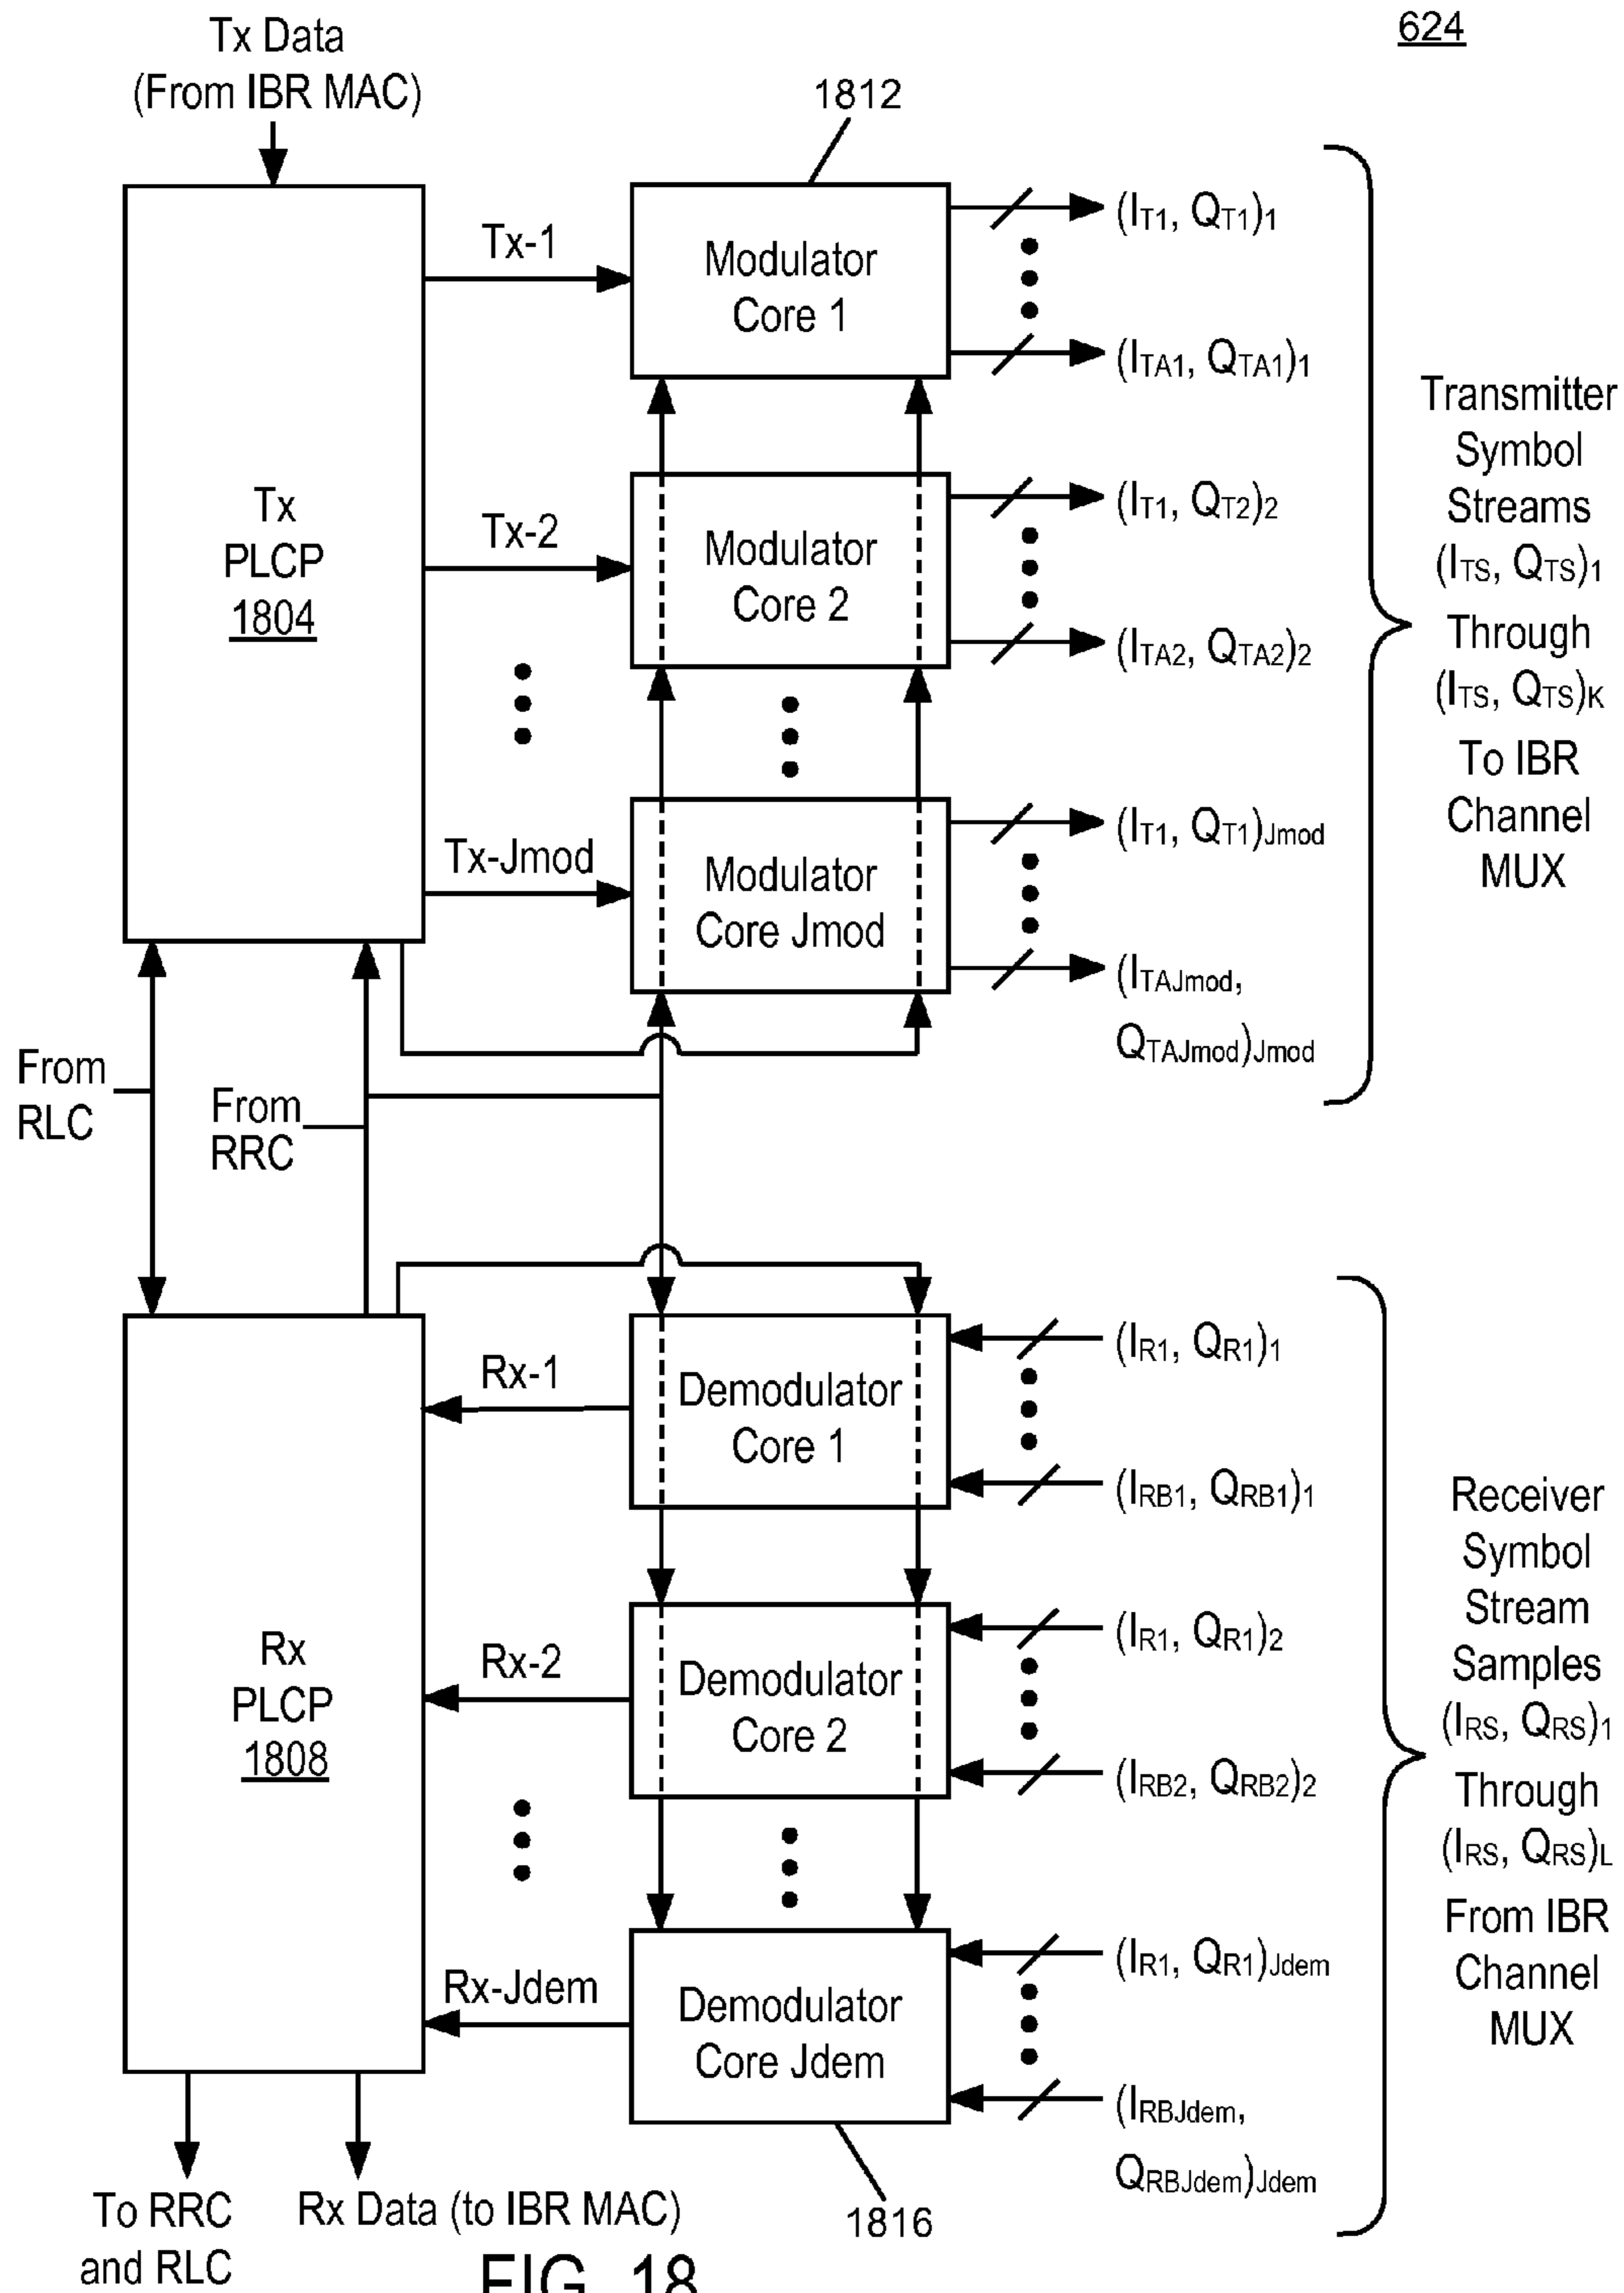 624
Tx Data
(From IBR MAC)
1812
Tx
PLCP
1804
Tx-1
Tx-2
Tx-Jmod
Modulator
Core 1
Modulator
Core 2
Modulator
Core Jmod
(IT1, QT1)1
(ITA1, QTA1)1
(IT1, QT2)2
(ITA2, QTA2)2
(IT1, QT1)Jmod
(ITAJmod,
QTAJmod)Jmod
Transmitter
Symbol
Streams
(ITS, QTS)1
Through
(ITS, QTS)K
To IBR
Channel
MUX
From
RLC
From
RRC
Rx
PLCP
1808
Rx-1
Rx-2
Rx-Jdem
Demodulator
Core 1
Demodulator
Core 2
Demodulator
Core Jdem
(IR1, QR1)1
(IRB1, QRB1)1
(IR1, QR1)2
(IRB2, QRB2)2
(IR1, QR1)Jdem
(IRBJdem,
QRBJdem)Jdem
Receiver
Symbol
Stream
Samples
(IRS, QRS)1
Through
(IRS, QRS)L
From IBR
Channel
MUX
To RRC
and RLC
Rx Data (to IBR MAC)
1816
FIG. 18